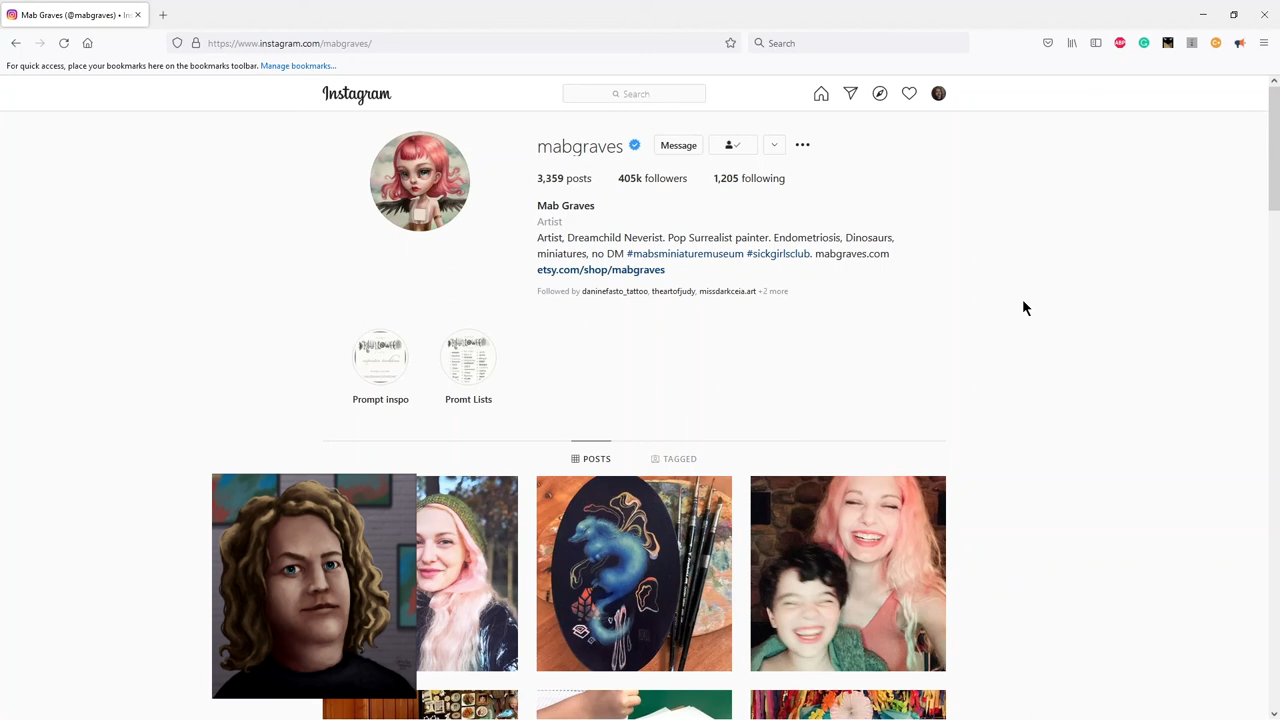 Mab Graves (@mabgraves) • In
https://www.instagram.com/mabgraves/
Search
For quick access, place your bookmarks here on the bookmarks toolbar. Manage bookmarks...
Instagram
Search
mabgraves
Message
3,359 posts 405k followers 1,205 following
Mab Graves
Artist
Artist, Dreamchild Neverist. Pop Surrealist painter. Endometriosis, Dinosaurs,
miniatures, no DM #mabsminiaturemuseum #sickgirlsclub. mabgraves.com
etsy.com/shop/mabgraves
Followed by daninefasto_tattoo, theartofjudy, missdarkceia.art +2 more
Prompt inspo
Promt Lists
POSTS
TAGGED